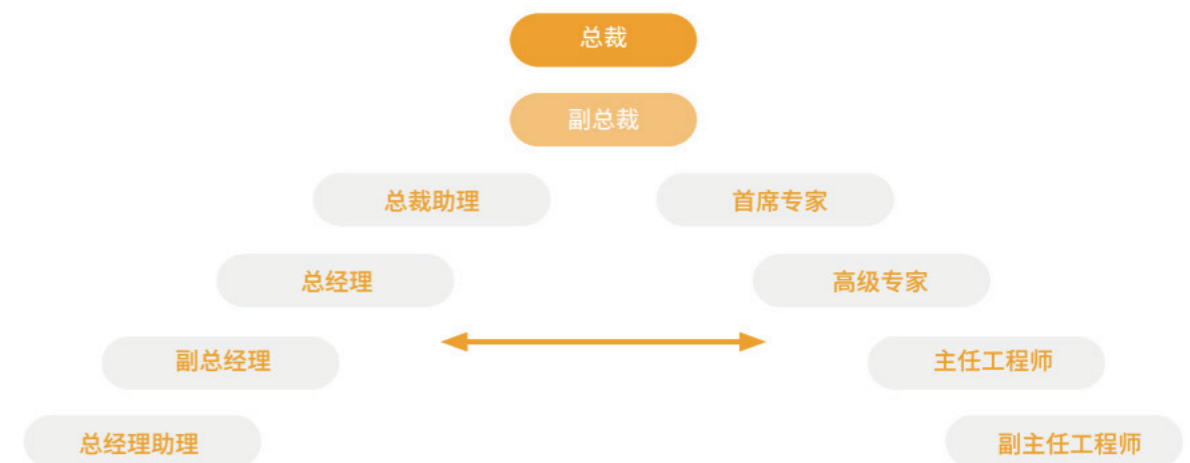 总裁
副总裁
总裁助理
首席专家
总经理
高级专家
副总经理
主任工程师
总经理助理
副主任工程师